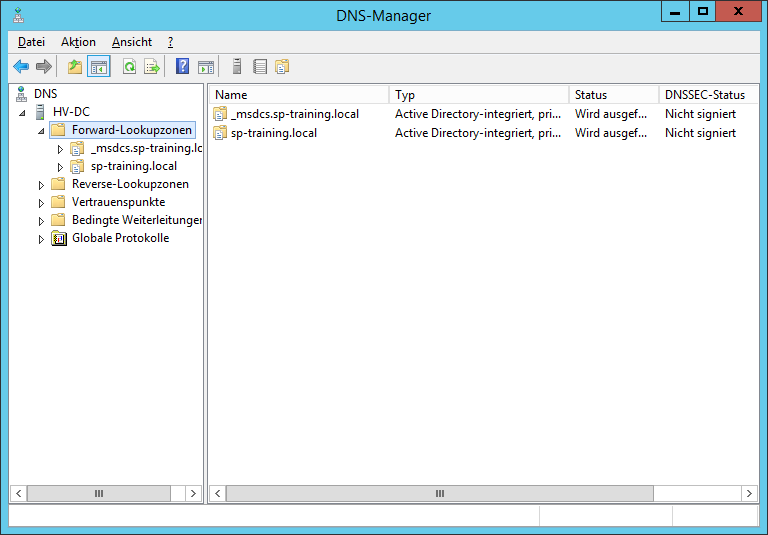 DNS-Manager
Datei Aktion Ansicht ?
DNS
HV-DC
Forward-Lookupzonen
_msdcs.sp-training.lc
sp-training.local
Reverse-Lookupzonen
Vertrauenspunkte
Bedingte Weiterleitunger
Globale Protokolle
Name Typ Status DNSSEC-Status
_msdcs.sp-training.local Active Directory-integriert, pri... Wird ausgef... Nicht signiert
sp-training.local Active Directory-integriert, pri... Wird ausgef... Nicht signiert